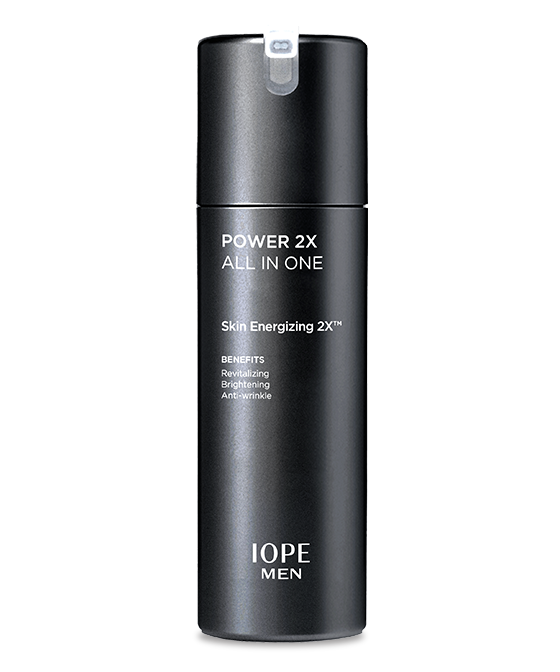 POWER 2X
ALL IN ONE
Skin Energizing 2X™
BENEFITS
Revitalizing
Brightening
Anti-wrinkle
IOPE
MEN